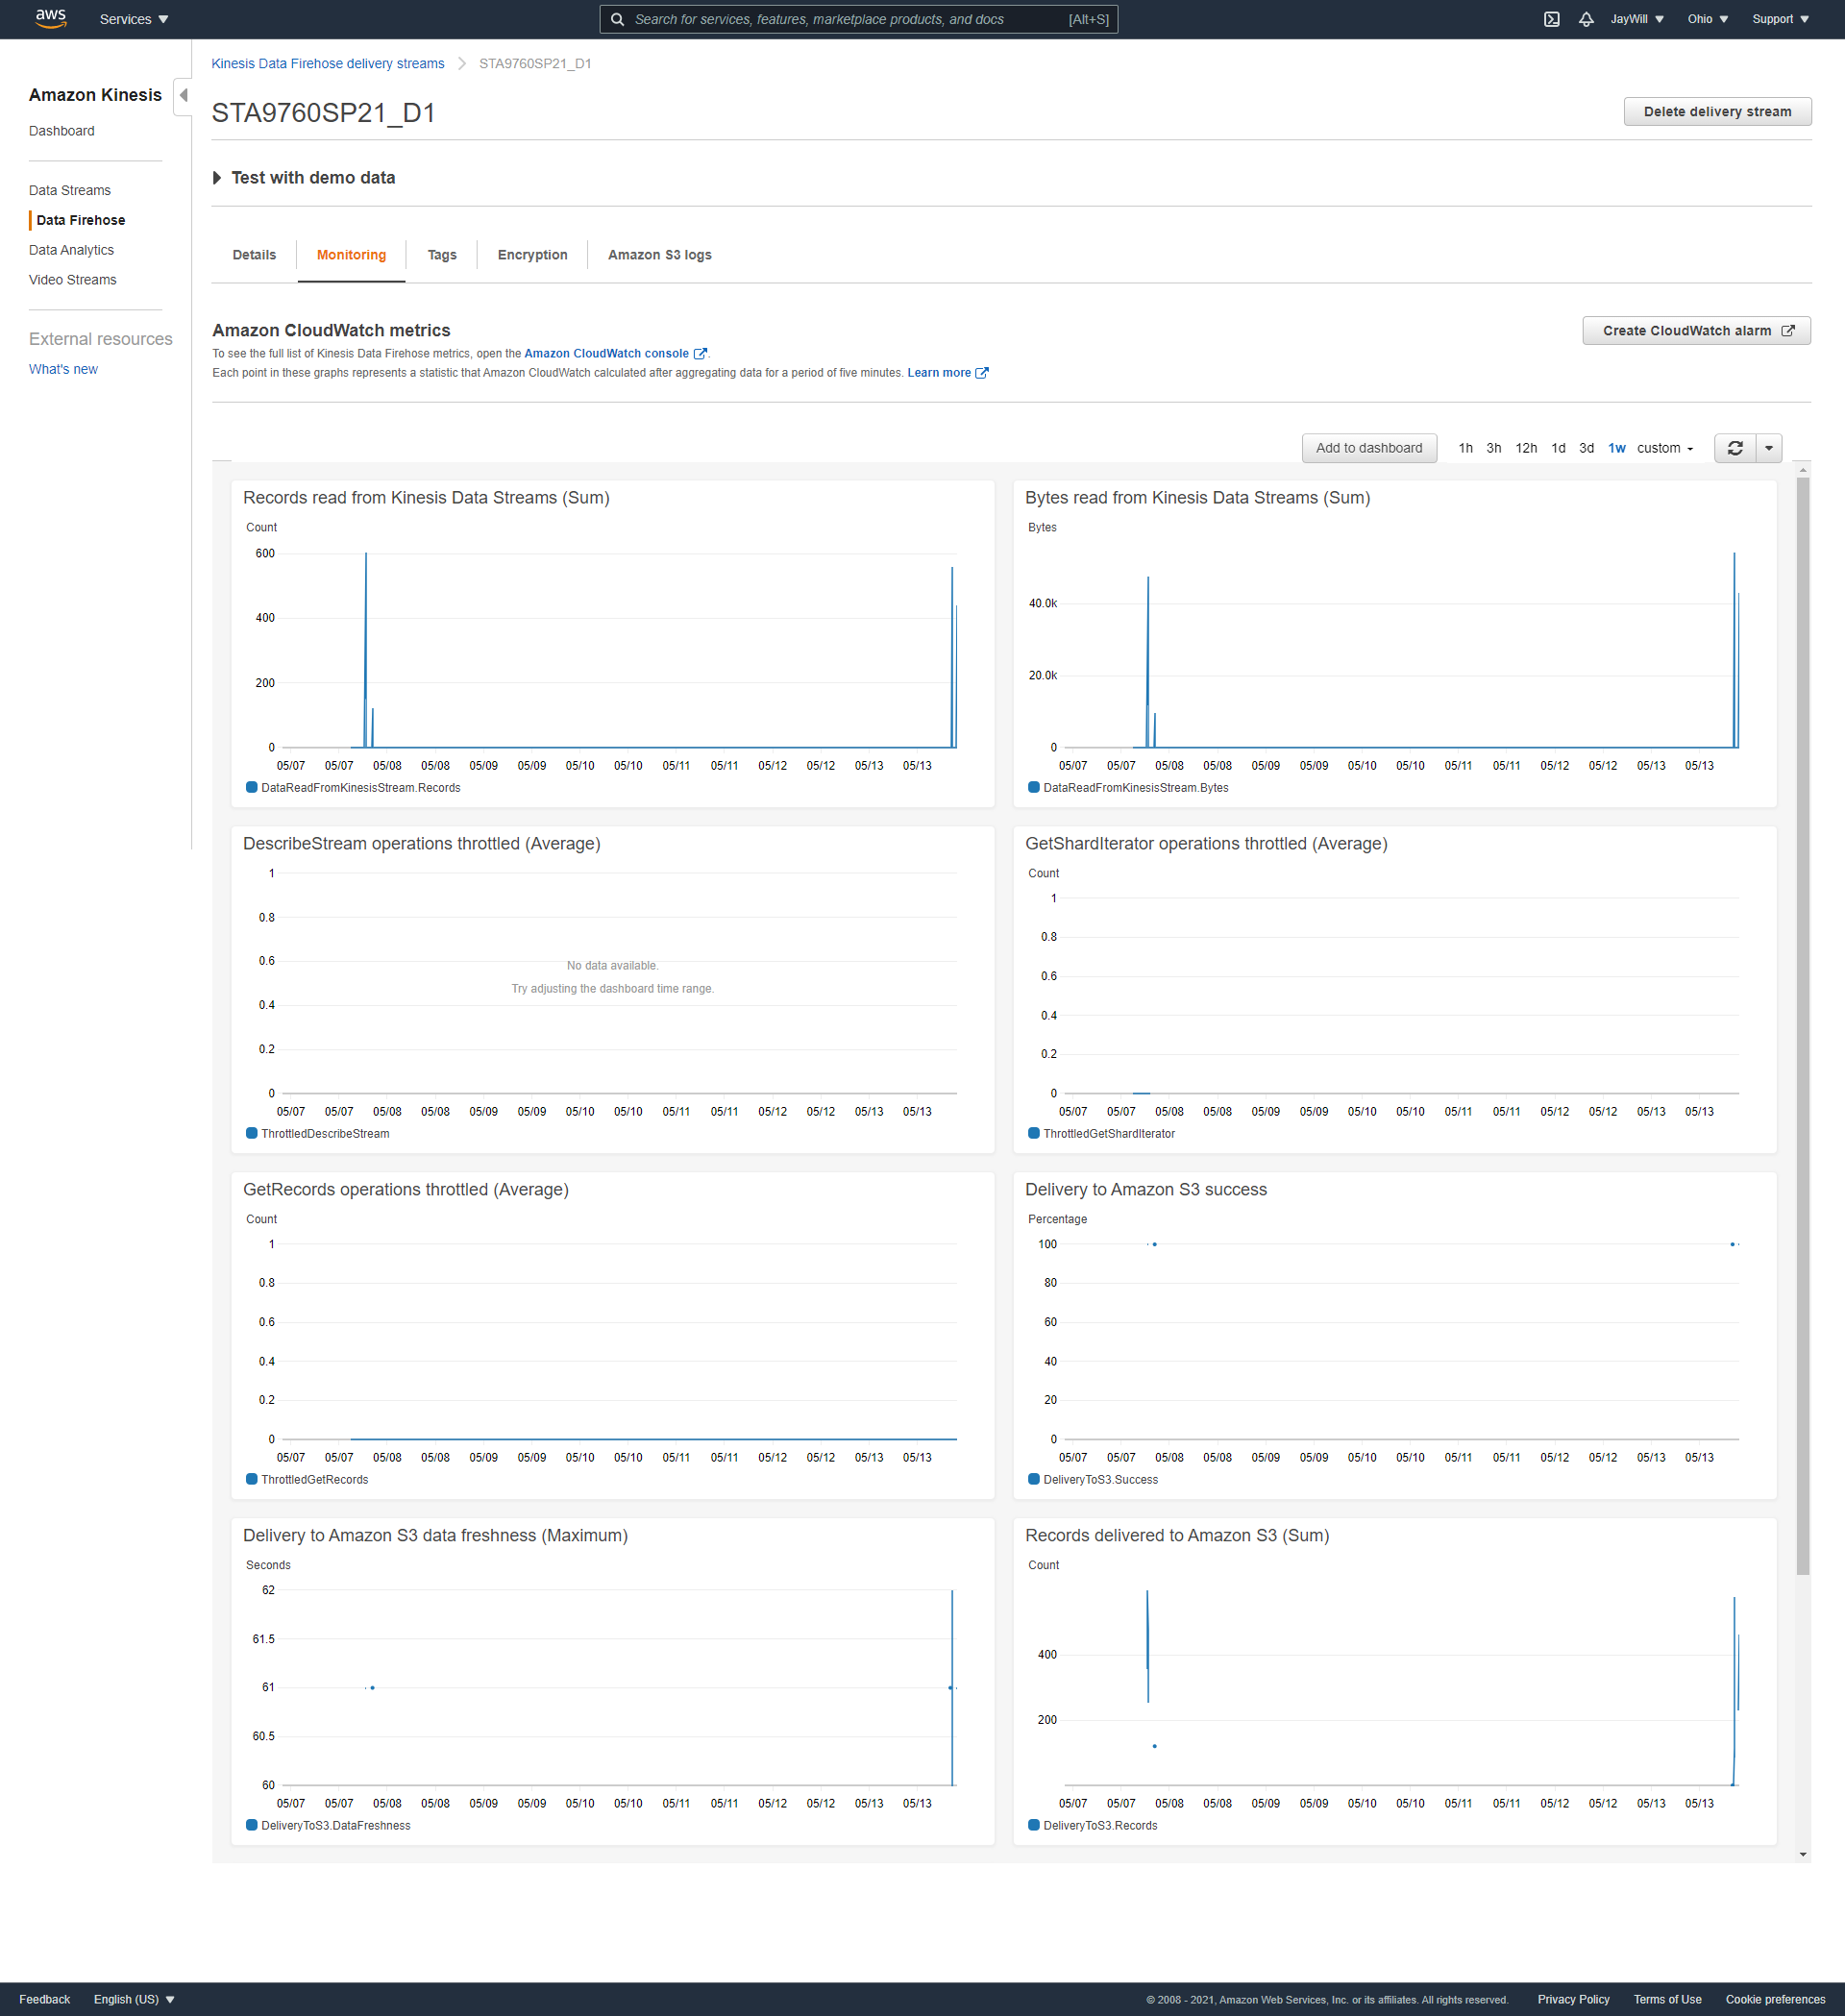 aws Services Search for services, features, marketplace products, and docs [Alt+S] JayWill Ohio Support
Amazon Kinesis
Dashboard
Data Streams
Data Firehose
Data Analytics
Video Streams
External resources
What's new
Kinesis Data Firehose delivery streams STA9760SP21_D1
STA9760SP21_D1 Delete delivery stream
Test with demo data
Details Monitoring Tags Encryption Amazon S3 logs
Amazon CloudWatch metrics Create CloudWatch alarm
To see the full list of Kinesis Data Firehose metrics, open the Amazon CloudWatch console .
Each point in these graphs represents a statistic that Amazon CloudWatch calculated after aggregating data for a period of five minutes. Learn more
Add to dashboard 1h 3h 12h 1d 3d 1w custom
Records read from Kinesis Data Streams (Sum)
Count
600
400
200
0
05/07 05/07 05/08 05/08 05/09 05/09 05/10 05/10 05/11 05/11 05/12 05/12 05/13 05/13
DataReadFromKinesisStream.Records
Bytes read from Kinesis Data Streams (Sum)
Bytes
40.0k
20.0k
0
05/07 05/07 05/08 05/08 05/09 05/09 05/10 05/10 05/11 05/11 05/12 05/12 05/13 05/13
DataReadFromKinesisStream.Bytes
DescribeStream operations throttled (Average)
1
0.8
0.6
No data available.
Try adjusting the dashboard time range.
0.4
0.2
0
05/07 05/07 05/08 05/08 05/09 05/09 05/10 05/10 05/11 05/11 05/12 05/12 05/13 05/13
ThrottledDescribeStream
GetShardIterator operations throttled (Average)
Count
1
0.8
0.6
0.4
0.2
0
05/07 05/07 05/08 05/08 05/09 05/09 05/10 05/10 05/11 05/11 05/12 05/12 05/13 05/13
ThrottledGetShardIterator
GetRecords operations throttled (Average)
Count
1
0.8
0.6
0.4
0.2
0
05/07 05/07 05/08 05/08 05/09 05/09 05/10 05/10 05/11 05/11 05/12 05/12 05/13 05/13
ThrottledGetRecords
Delivery to Amazon S3 success
Percentage
100
80
60
40
20
0
05/07 05/07 05/08 05/08 05/09 05/09 05/10 05/10 05/11 05/11 05/12 05/12 05/13 05/13
DeliveryToS3.Success
Delivery to Amazon S3 data freshness (Maximum)
Seconds
62
61.5
61
60.5
60
05/07 05/07 05/08 05/08 05/09 05/09 05/10 05/10 05/11 05/11 05/12 05/12 05/13 05/13
DeliveryToS3.DataFreshness
Records delivered to Amazon S3 (Sum)
Count
400
200
05/07 05/07 05/08 05/08 05/09 05/09 05/10 05/10 05/11 05/11 05/12 05/12 05/13 05/13
DeliveryToS3.Records
Feedback English (US) © 2008 - 2021, Amazon Web Services, Inc. or its affiliates. All rights reserved. Privacy Policy Terms of Use Cookie preferences